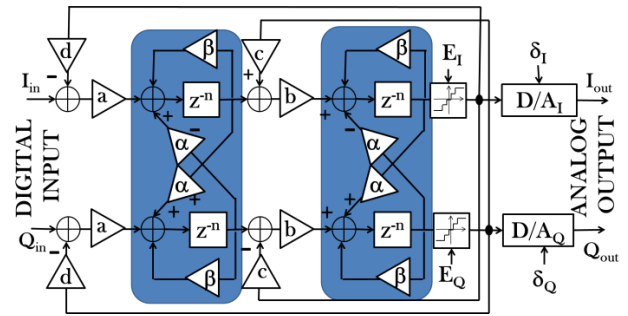 d
β
c
β
E_I
δ_I
I_in
−
a
+
z⁻ⁿ
+
b
+
z⁻ⁿ
D/A_I
I_out
+
−
−
α
α
α
α
DIGITAL INPUT
ANALOG OUTPUT
+
+
+
+
Q_in
a
z⁻ⁿ
b
z⁻ⁿ
D/A_Q
Q_out
−
−
d
β
c
β
E_Q
δ_Q